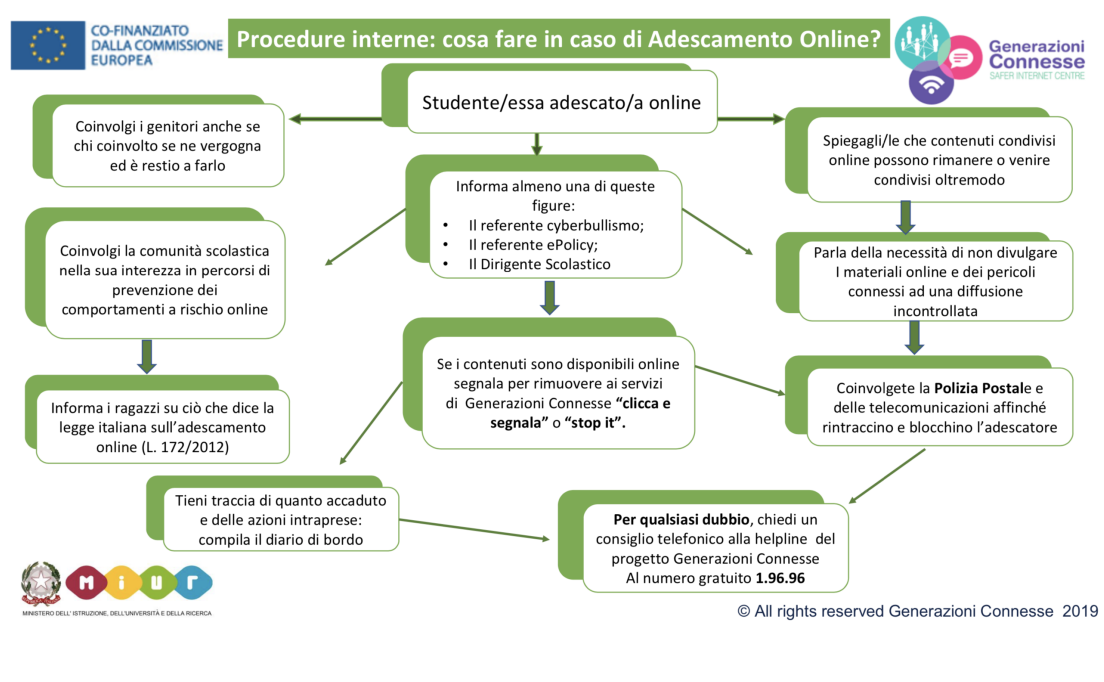 CO-FINANZIATO
DALLA COMMISSIONE
EUROPEA
Procedure interne: cosa fare in caso di Adescamento Online?
Generazioni
Connesse
SAFER INTERNET CENTRE
Studente/essa adescato/a online
Coinvolgi i genitori anche se
chi coinvolto se ne vergogna
ed è restio a farlo
Informa almeno una di queste
figure:
• Il referente cyberbullismo;
• Il referente ePolicy;
• Il Dirigente Scolastico
Spiegagli/le che contenuti condivisi
online possono rimanere o venire
condivisi oltremodo
Coinvolgi la comunità scolastica
nella sua interezza in percorsi di
prevenzione dei
comportamenti a rischio online
Parla della necessità di non divulgare
I materiali online e dei pericoli
connessi ad una diffusione
incontrollata
Se i contenuti sono disponibili online
segnala per rimuovere ai servizi
di Generazioni Connesse “clicca e
segnala” o “stop it”.
Informa i ragazzi su ciò che dice la
legge italiana sull’adescamento
online (L. 172/2012)
Coinvolgete la Polizia Postale e
delle telecomunicazioni affinché
rintraccino e blocchino l’adescatore
Tieni traccia di quanto accaduto
e delle azioni intraprese:
compila il diario di bordo
Per qualsiasi dubbio, chiedi un
consiglio telefonico alla helpline del
progetto Generazioni Connesse
Al numero gratuito 1.96.96
M i u r
MINISTERO DELL' ISTRUZIONE, DELL'UNIVERSITÀ E DELLA RICERCA
© All rights reserved Generazioni Connesse 2019